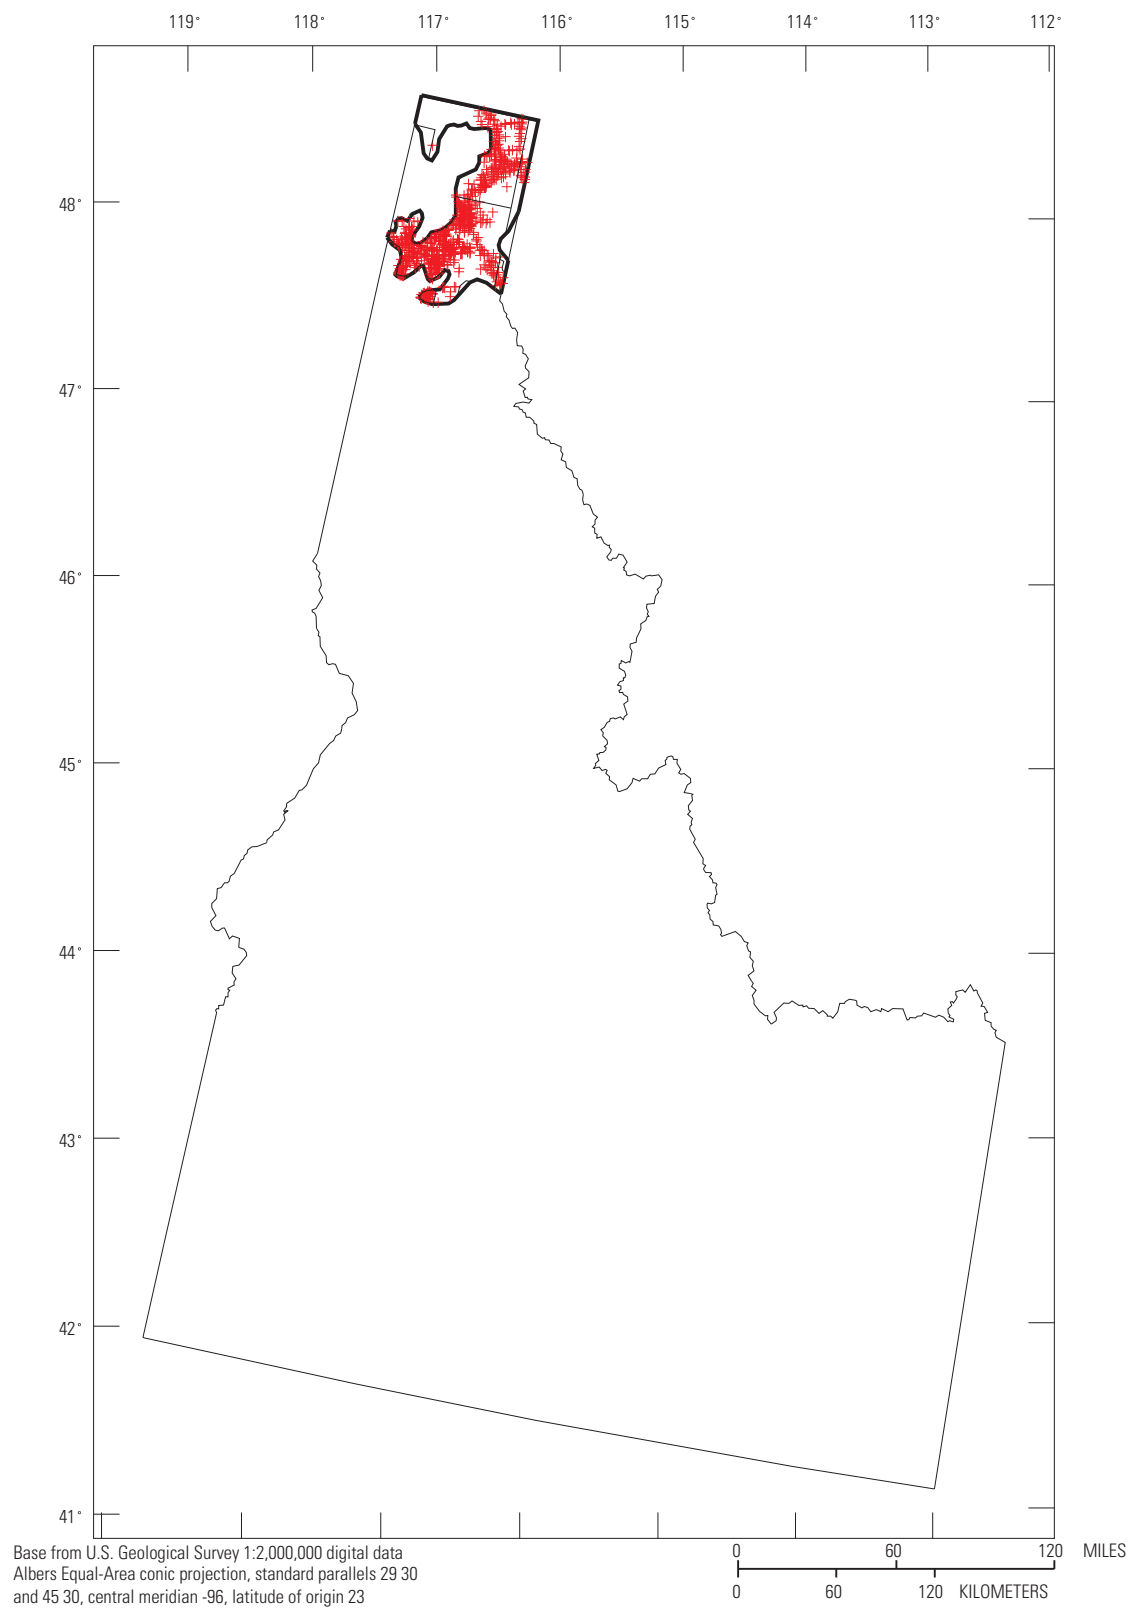 119° 118° 117° 116° 115° 114° 113° 112°
48°
47°
46°
45°
44°
43°
42°
41°
Base from U.S. Geological Survey 1:2,000,000 digital data
Albers Equal-Area conic projection, standard parallels 29 30
and 45 30, central meridian -96, latitude of origin 23
0 60 120 MILES
0 60 120 KILOMETERS